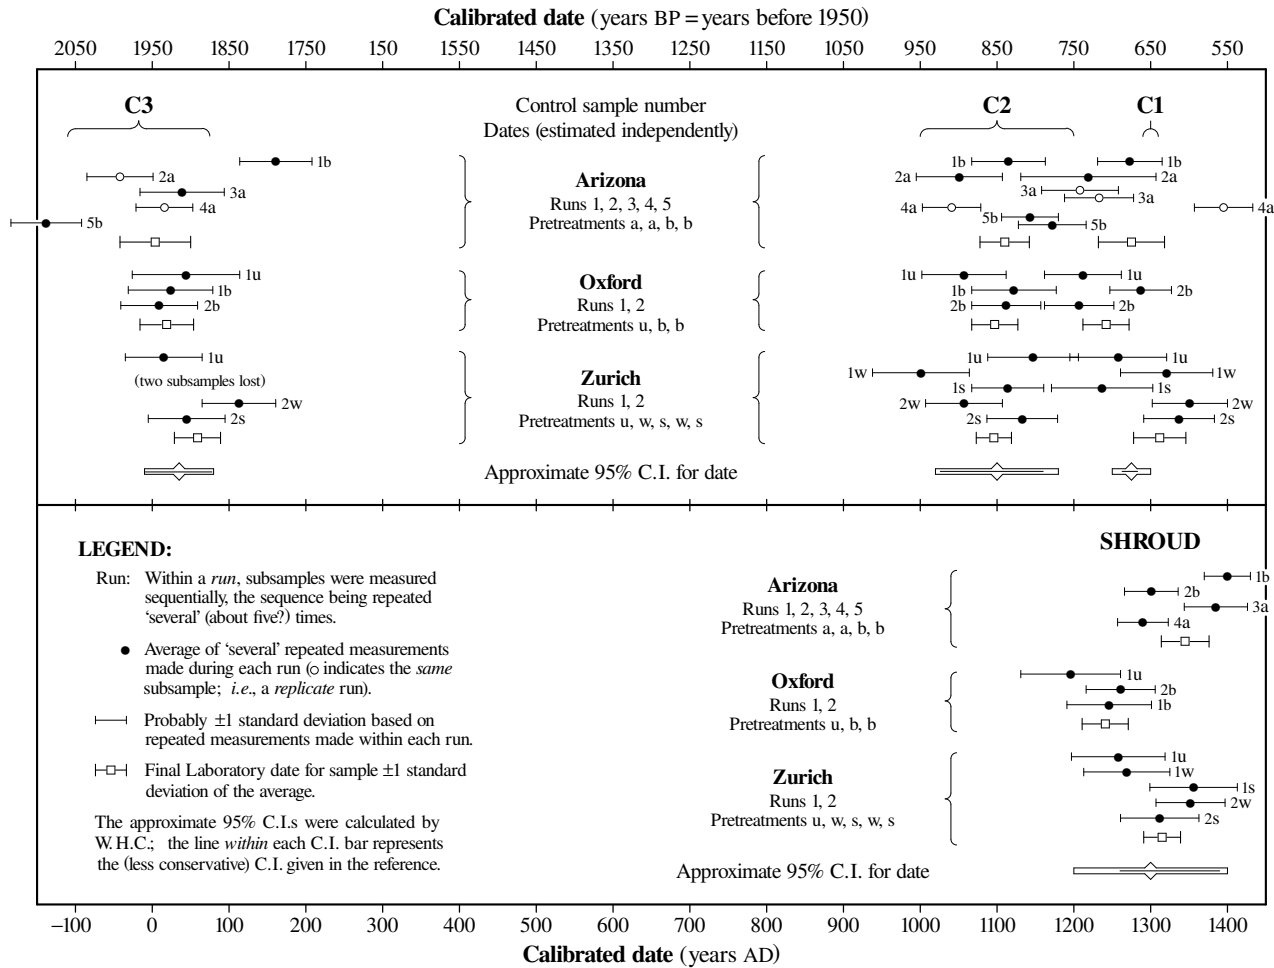 Calibrated date (years BP = years before 1950)
2050 1950 1850 1750 150 1550 1450 1350 1250 1150 1050 950 850 750 650 550
C3 Control sample number C2 C1
Dates (estimated independently)
1b 1b 1b
2a 2a 2a
Arizona
3a 3a
3a
Runs 1, 2, 3, 4, 5
4a 4a 4a
5b Pretreatments a, a, b, b 5b
5b
1u Oxford 1u 1u
1b Runs 1, 2 1b 2b
2b Pretreatments u, b, b 2b 2b
1u 1u 1u
(two subsamples lost) Zurich 1w 1w
Runs 1, 2 1s 1s
2w 2w 2w
2s Pretreatments u, w, s, w, s 2s 2s
Approximate 95% C.I. for date
LEGEND:
Run: Within a run, subsamples were measured
sequentially, the sequence being repeated
‘several’ (about five?) times.
Average of ‘several’ repeated measurements
made during each run (○ indicates the same
subsample; i.e., a replicate run).
Probably ±1 standard deviation based on
repeated measurements made within each run.
Final Laboratory date for sample ±1 standard
deviation of the average.
The approximate 95% C.I.s were calculated by
W. H.C.; the line within each C.I. bar represents
the (less conservative) C.I. given in the reference.
SHROUD
1b
Arizona 2b
Runs 1, 2, 3, 4, 5 3a
Pretreatments a, a, b, b 4a
Oxford 1u
Runs 1, 2 2b
1b
Pretreatments u, b, b
1u
Zurich 1w
1s
Runs 1, 2 2w
Pretreatments u, w, s, w, s 2s
Approximate 95% C.I. for date
−100 0 100 200 300 400 500 600 700 800 900 1000 1100 1200 1300 1400
Calibrated date (years AD)